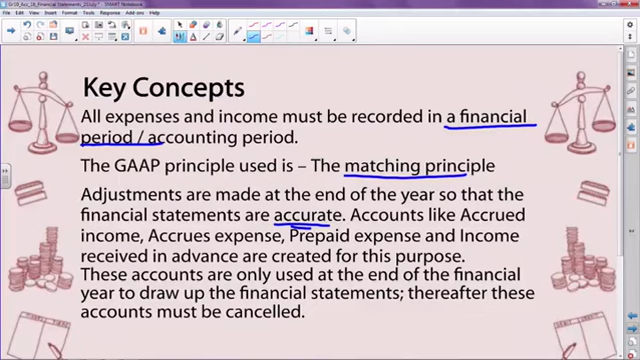 Gr10_Acc_18_Financial Statements_23July * - SMART Notebook
File Edit View Insert Format Tools Add-ons Help
Key Concepts
All expenses and income must be recorded in a financial
period / accounting period.
The GAAP principle used is – The matching principle
Adjustments are made at the end of the year so that the
financial statements are accurate. Accounts like Accrued
income, Accrues expense, Prepaid expense and Income
received in advance are created for this purpose.
These accounts are only used at the end of the financial
year to draw up the financial statements; thereafter these
accounts must be cancelled.